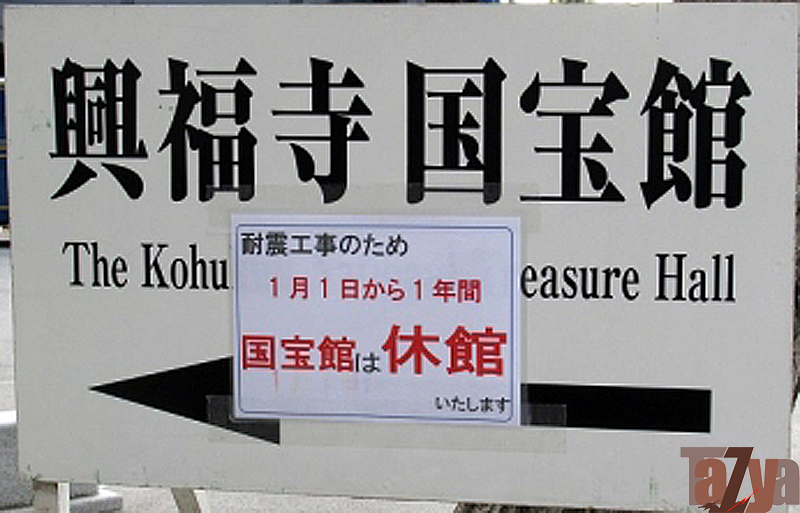 興福寺国宝館
The Kohu
easure Hall
耐震工事のため
1月1日から1年間
国宝館は休館
いたします
TaZya